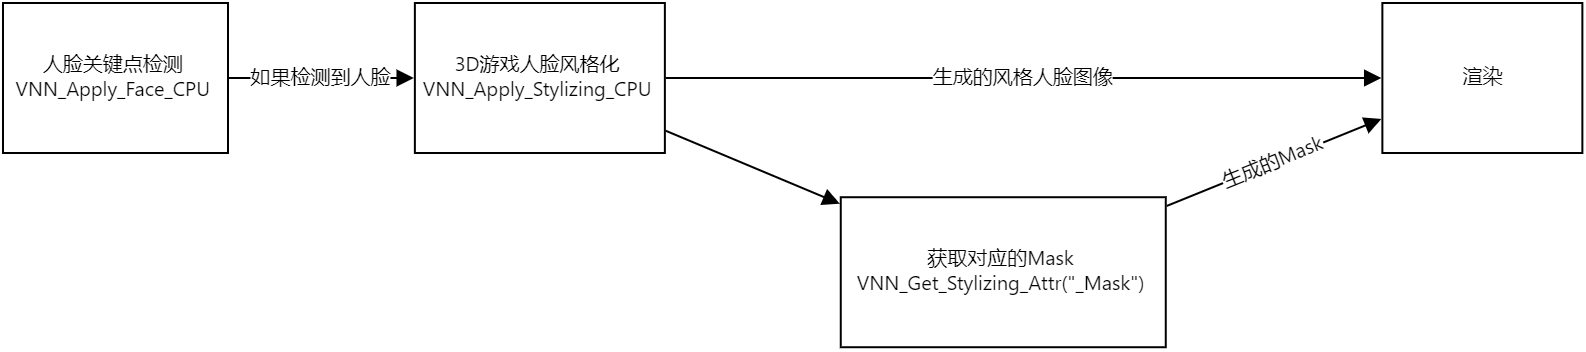 人脸关键点检测
VNN_Apply_Face_CPU
如果检测到人脸
3D游戏人脸风格化
VNN_Apply_Stylizing_CPU
生成的风格人脸图像
渲染
生成的Mask
获取对应的Mask
VNN_Get_Stylizing_Attr("_Mask")